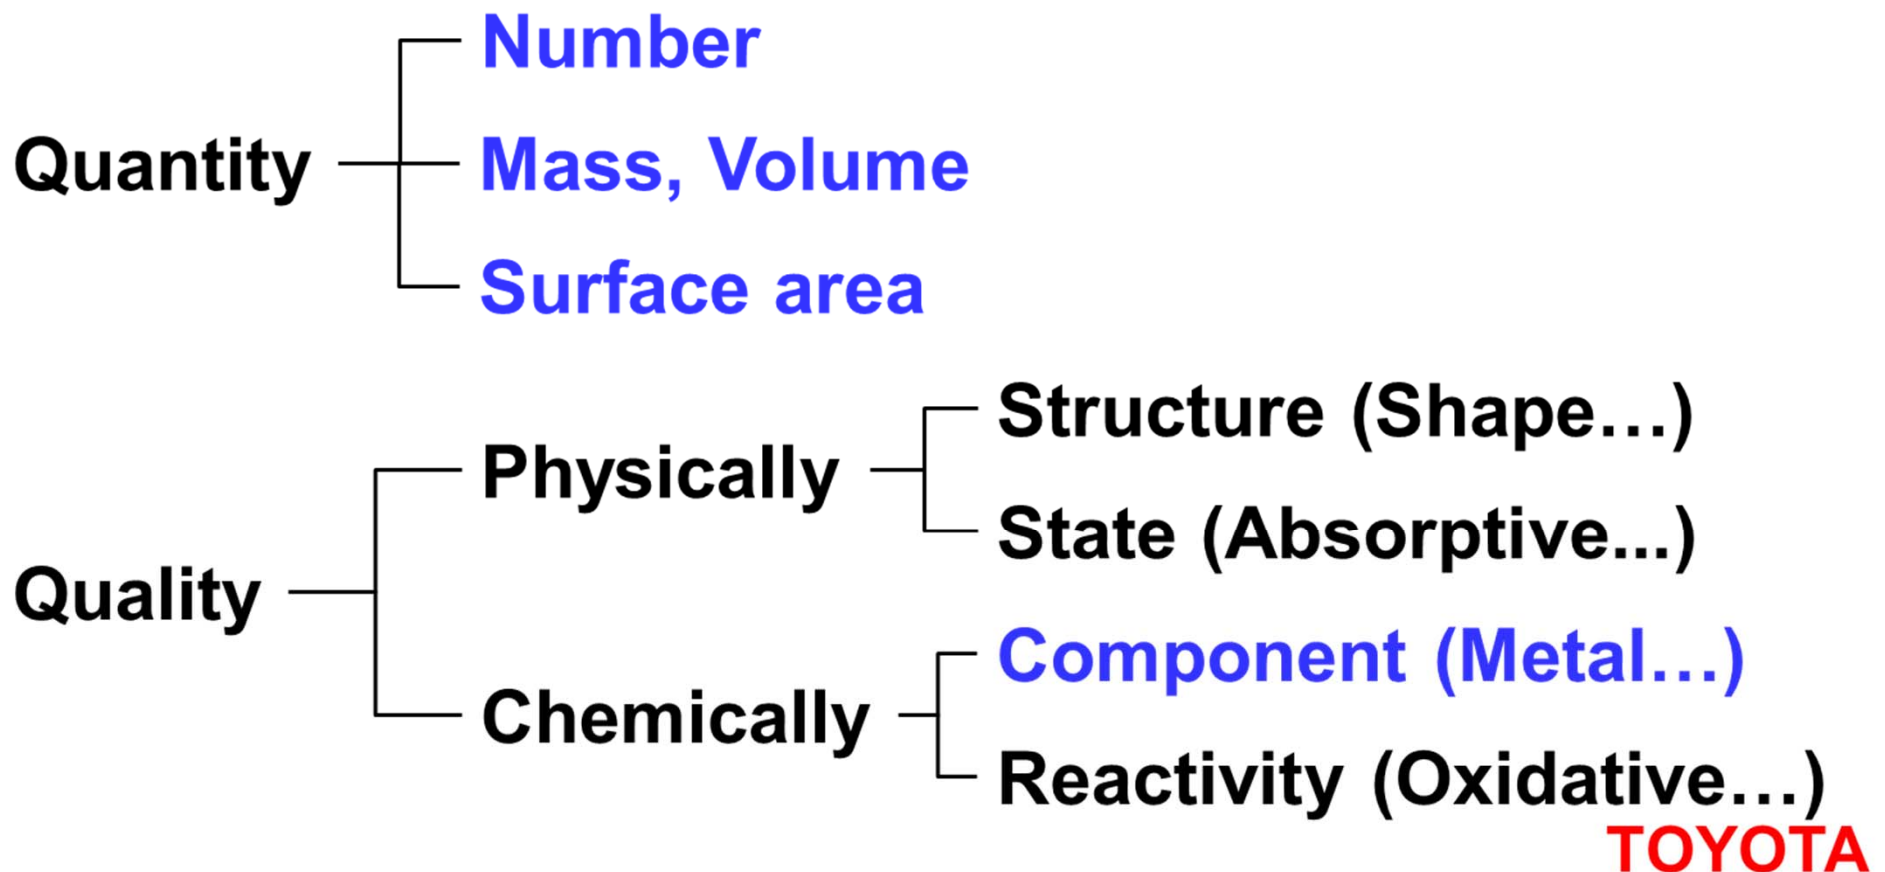 Number
Quantity
Mass, Volume
Surface area
Structure (Shape…)
Physically
State (Absorptive...)
Quality
Component (Metal…)
Chemically
Reactivity (Oxidative…)
TOYOTA